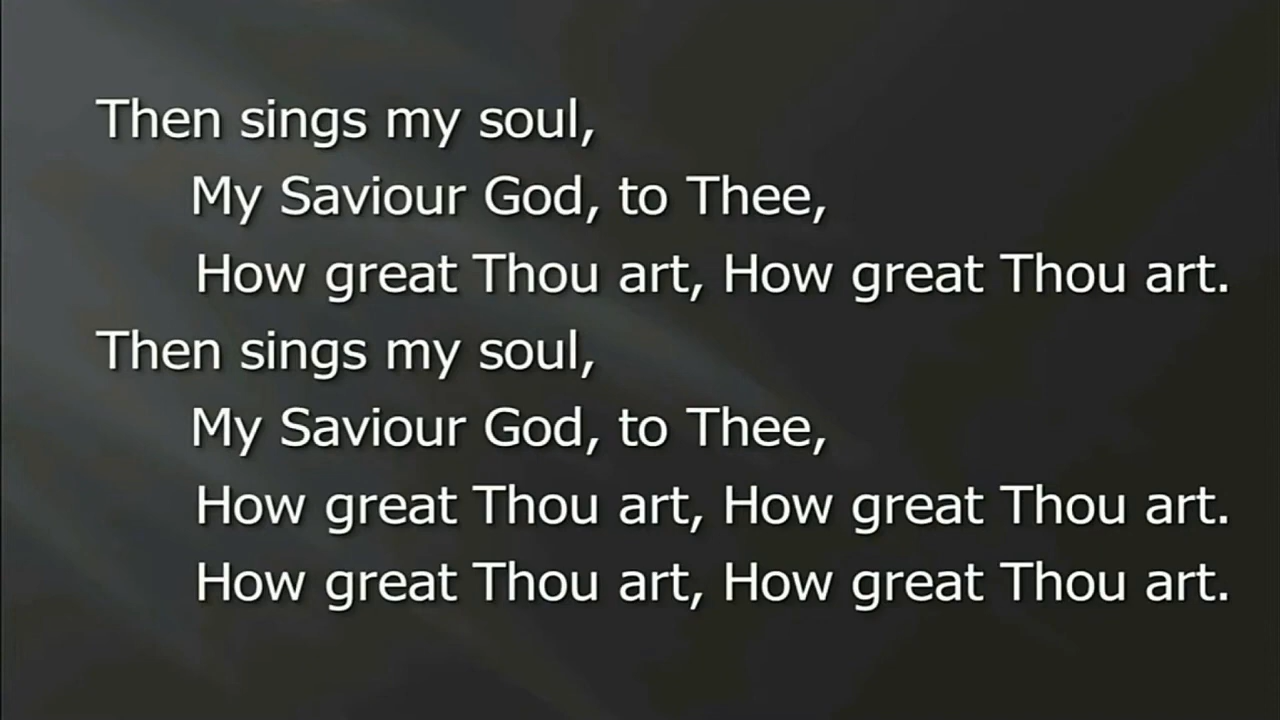 Then sings my soul,
My Saviour God, to Thee,
How great Thou art, How great Thou art.
Then sings my soul,
My Saviour God, to Thee,
How great Thou art, How great Thou art.
How great Thou art, How great Thou art.